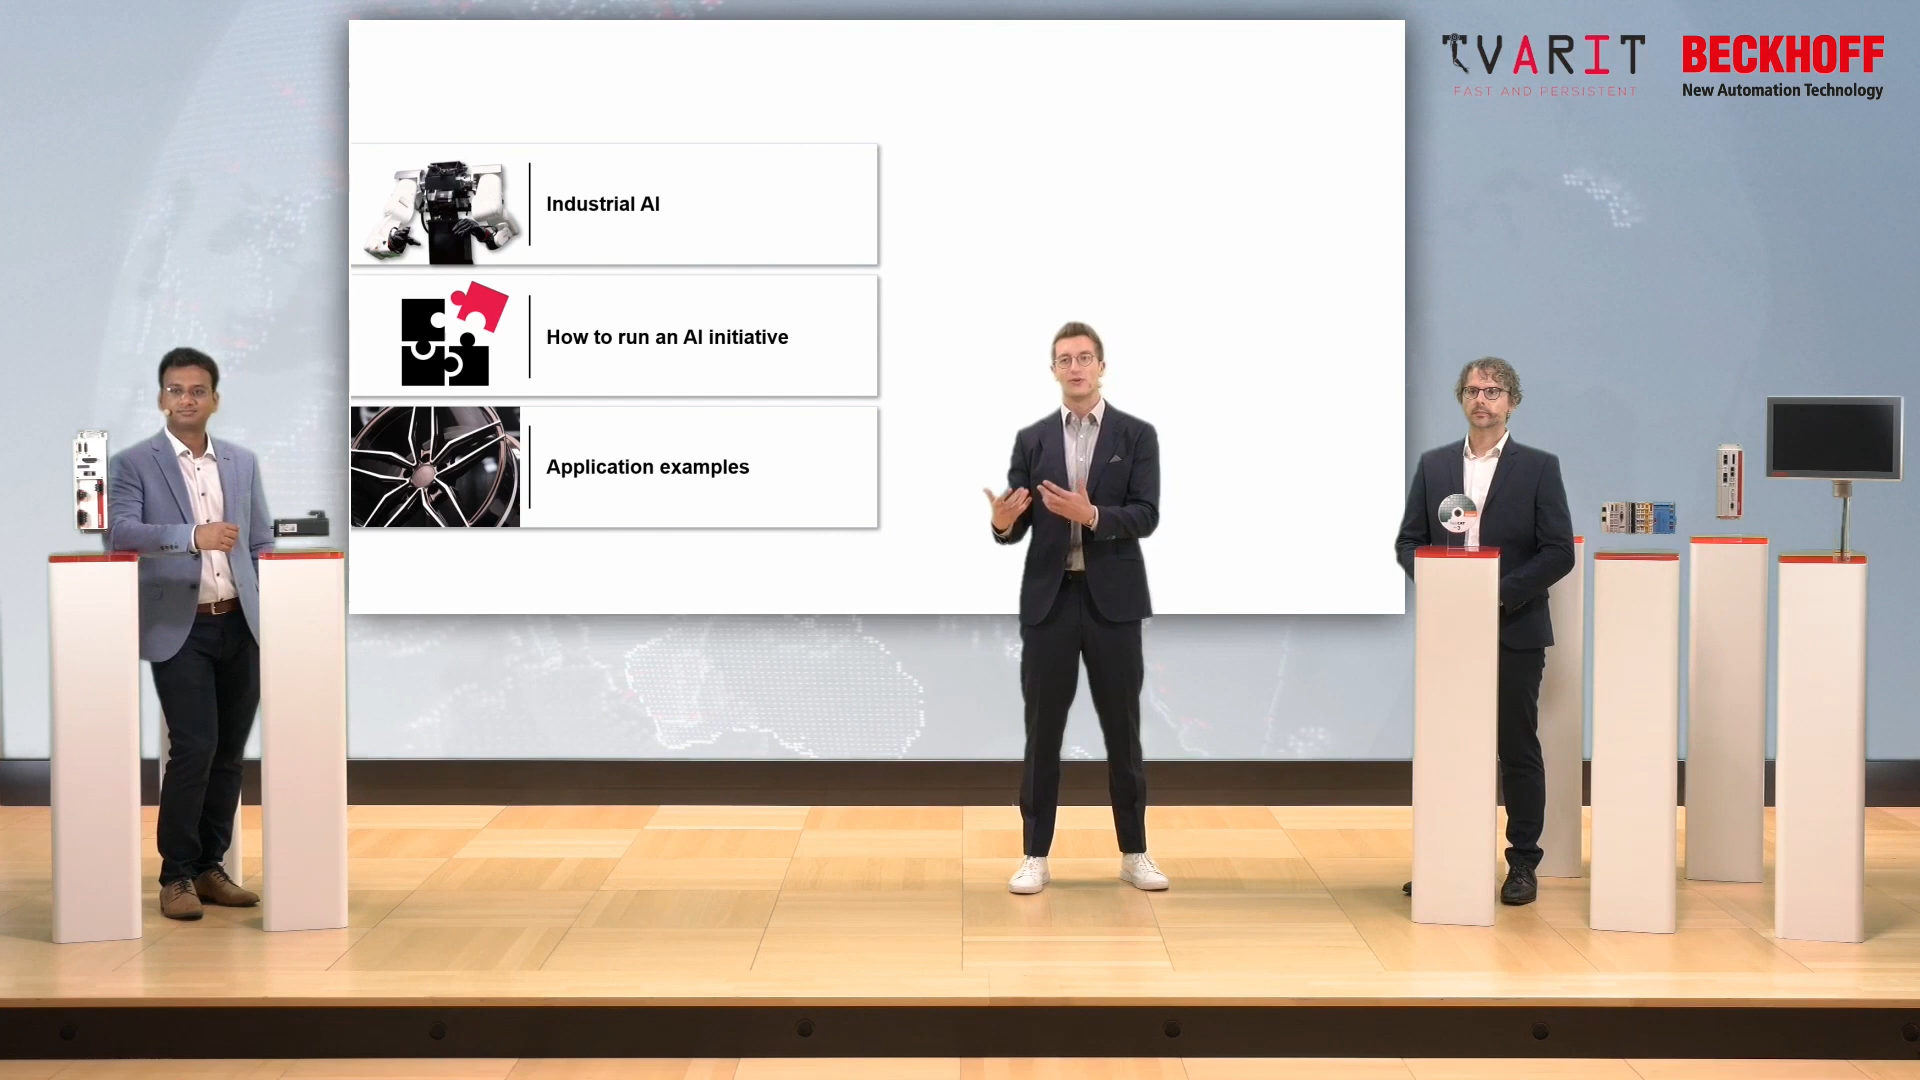 TVARIT
FAST AND PERSISTENT
BECKHOFF
New Automation Technology
Industrial AI
How to run an AI initiative
Application examples